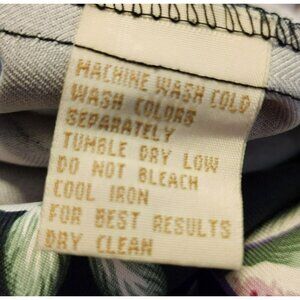 MACHINE WASH COLD
WASH COLORS
SEPARATELY
TUMBLE DRY LOW
DO NOT BLEACH
COOL IRON
FOR BEST RESULTS
DRY CLEAN